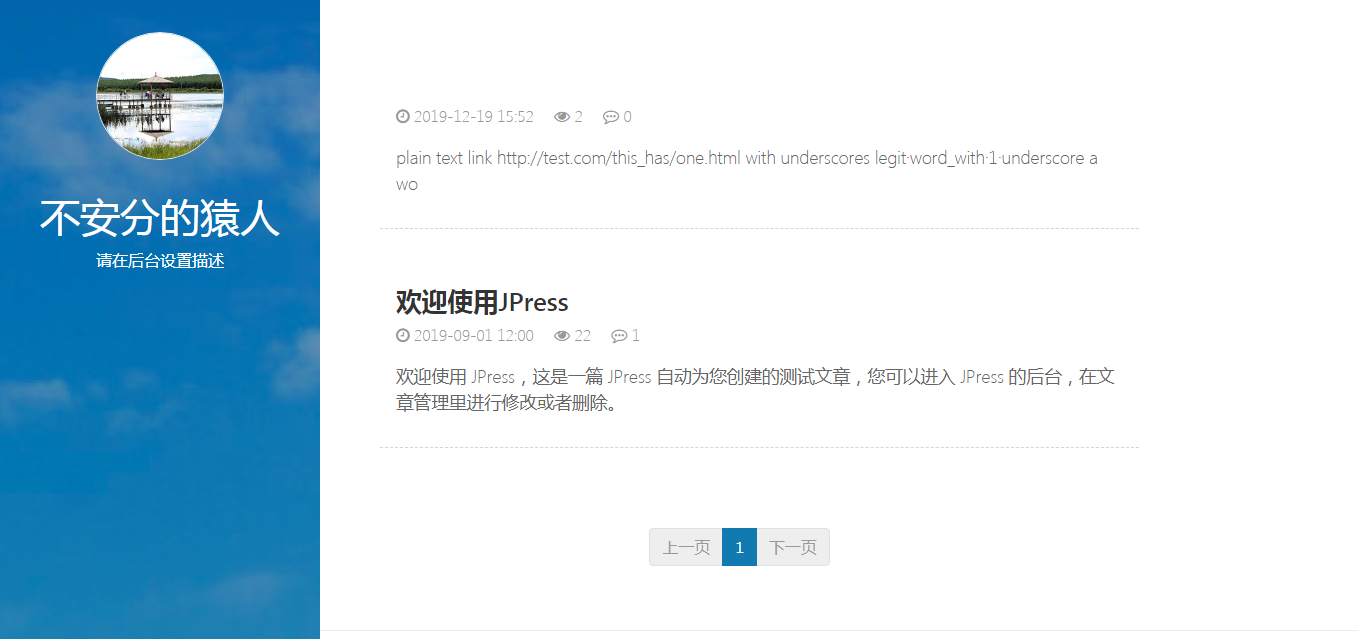 不安分的猿人
请在后台设置描述
2019-12-19 15:52 2 0
plain text link http://test.com/this_has/one.html with underscores legit·word_with·1·underscore a
wo
欢迎使用JPress
2019-09-01 12:00 22 1
欢迎使用 JPress，这是一篇 JPress 自动为您创建的测试文章，您可以进入 JPress 的后台，在文
章管理里进行修改或者删除。
上一页 1 下一页